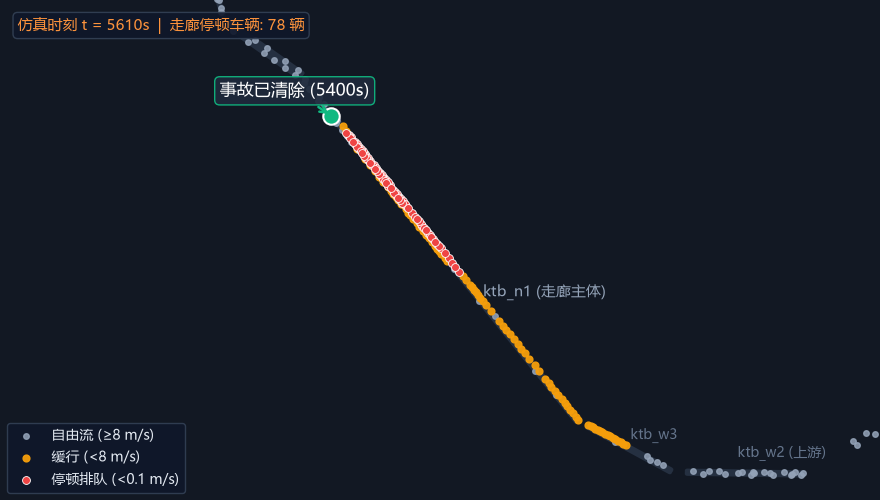 仿真时刻 t = 5610s | 走廊停顿车辆: 78 辆
事故已清除 (5400s)
ktb_n1 (走廊主体)
ktb_w3
ktb_w2 (上游)
自由流 (≥8 m/s)
缓行 (<8 m/s)
停顿排队 (<0.1 m/s)